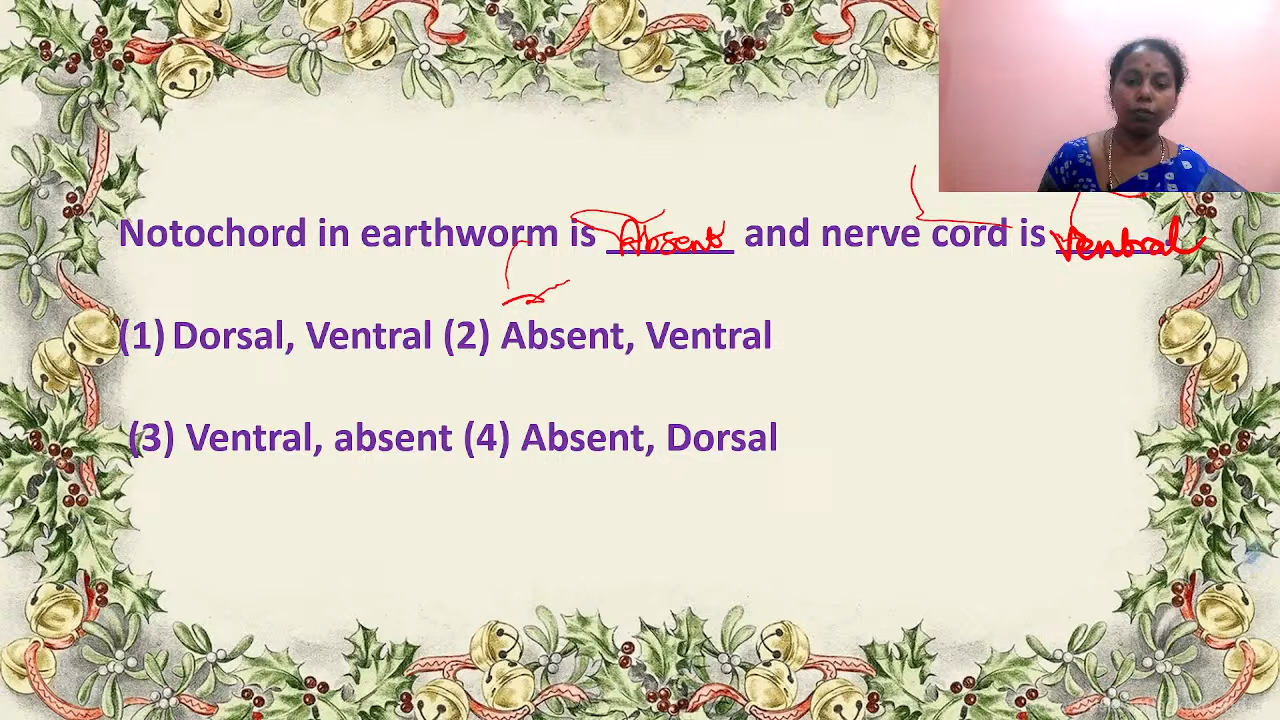 Notochord in earthworm is Absent and nerve cord is Ventral.
(1) Dorsal, Ventral (2) Absent, Ventral
(3) Ventral, absent (4) Absent, Dorsal